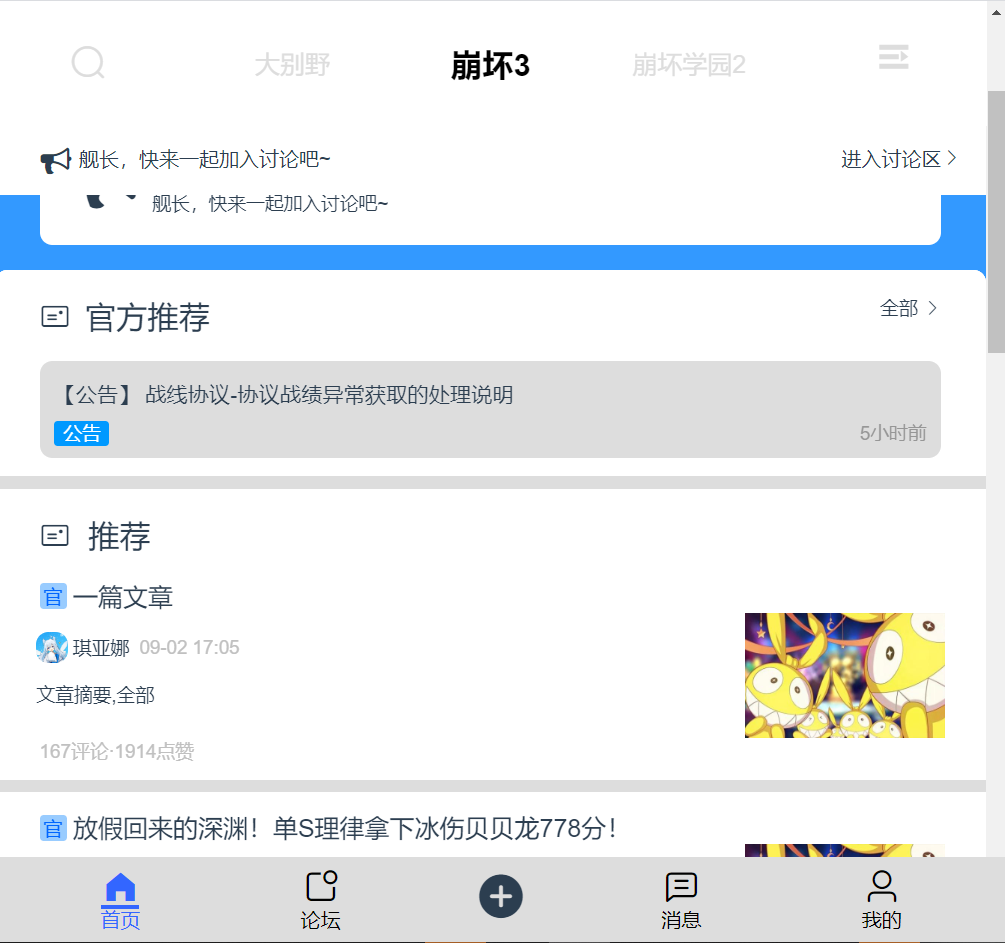 大别野 崩坏3 崩坏学园2
舰长，快来一起加入讨论吧~ 进入讨论区
舰长，快来一起加入讨论吧~
官方推荐 全部
【公告】 战线协议-协议战绩异常获取的处理说明
公告 5小时前
推荐
官 一篇文章
琪亚娜 09-02 17:05
文章摘要,全部
167评论·1914点赞
官 放假回来的深渊！单S理律拿下冰伤贝贝龙778分！
首页 论坛 消息 我的